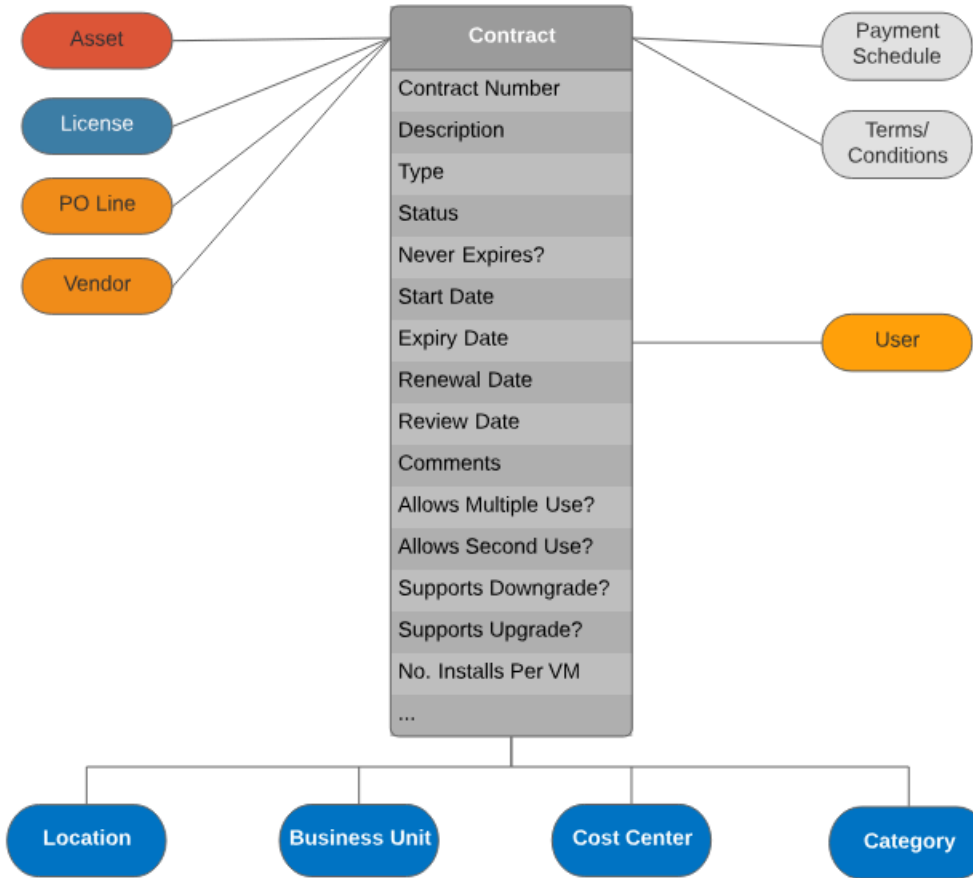 Asset
License
PO Line
Vendor
Contract
Contract Number
Description
Type
Status
Never Expires?
Start Date
Expiry Date
Renewal Date
Review Date
Comments
Allows Multiple Use?
Allows Second Use?
Supports Downgrade?
Supports Upgrade?
No. Installs Per VM
...
Payment
Schedule
Terms/
Conditions
User
Location
Business Unit
Cost Center
Category